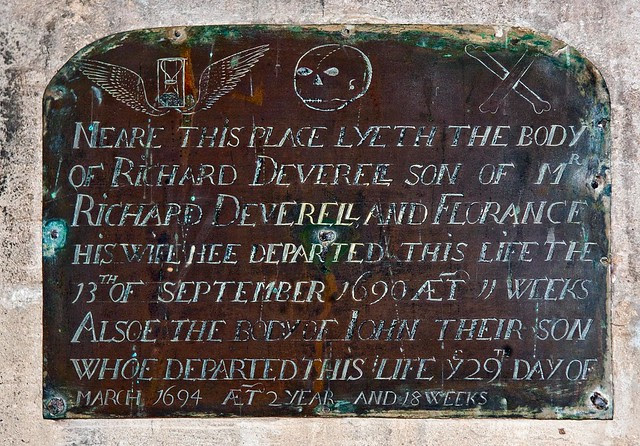 NEARE THIS PLACE LYETH THE BODY
OF RICHARD DEVERELL SON OF Mʳ
RICHARD DEVERELL AND FLORANCE
HIS WIFE HEE DEPARTED THIS LIFE THE
13ᵀᴴ OF SEPTEMBER 1690 ÆT 11 WEEKS
ALSOE THE BODY OF IOHN THEIR SON
WHOE DEPARTED THIS LIFE Yᵉ 29ᵗʰ DAY OF
MARCH 1694 ÆT 2 YEAR AND 18 WEEKS